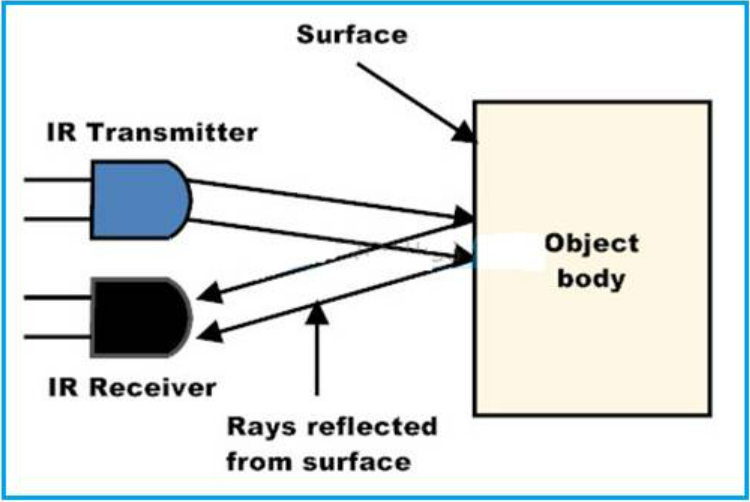 Surface
IR Transmitter
Object
body
IR Receiver
Rays reflected
from surface